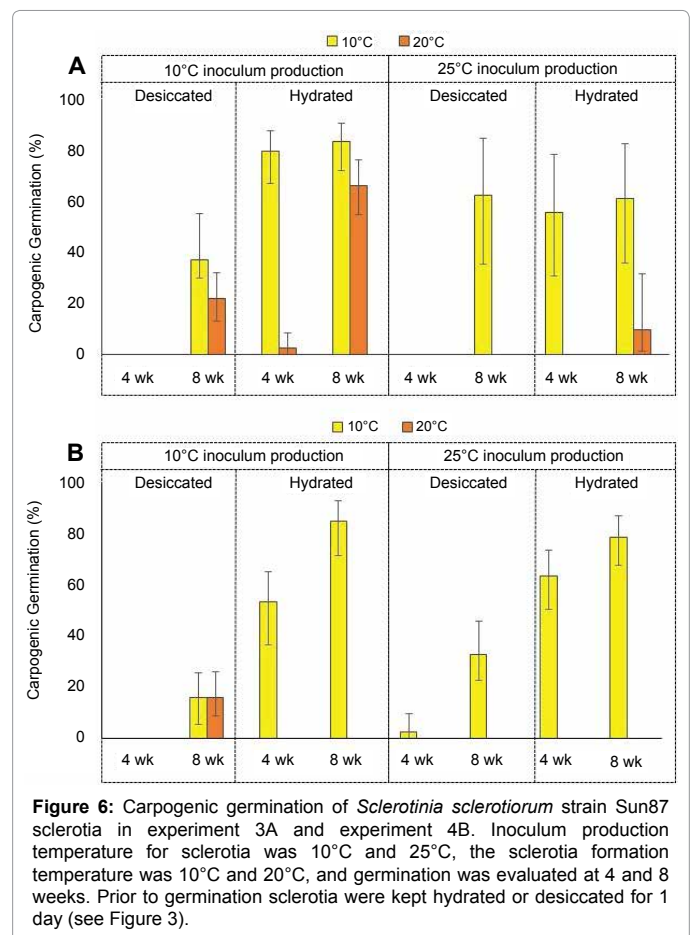 10°C 20°C
A
10°C inoculum production 25°C inoculum production
Desiccated Hydrated Desiccated Hydrated
Carpogenic Germination (%)
100
80
60
40
20
0
4 wk 8 wk 4 wk 8 wk 4 wk 8 wk 4 wk 8 wk
10°C 20°C
B
10°C inoculum production 25°C inoculum production
Desiccated Hydrated Desiccated Hydrated
Carpogenic Germination (%)
100
80
60
40
20
0
4 wk 8 wk 4 wk 8 wk 4 wk 8 wk 4 wk 8 wk
Figure 6: Carpogenic germination of Sclerotinia sclerotiorum strain Sun87
sclerotia in experiment 3A and experiment 4B. Inoculum production
temperature for sclerotia was 10°C and 25°C, the sclerotia formation
temperature was 10°C and 20°C, and germination was evaluated at 4 and 8
weeks. Prior to germination sclerotia were kept hydrated or desiccated for 1
day (see Figure 3).